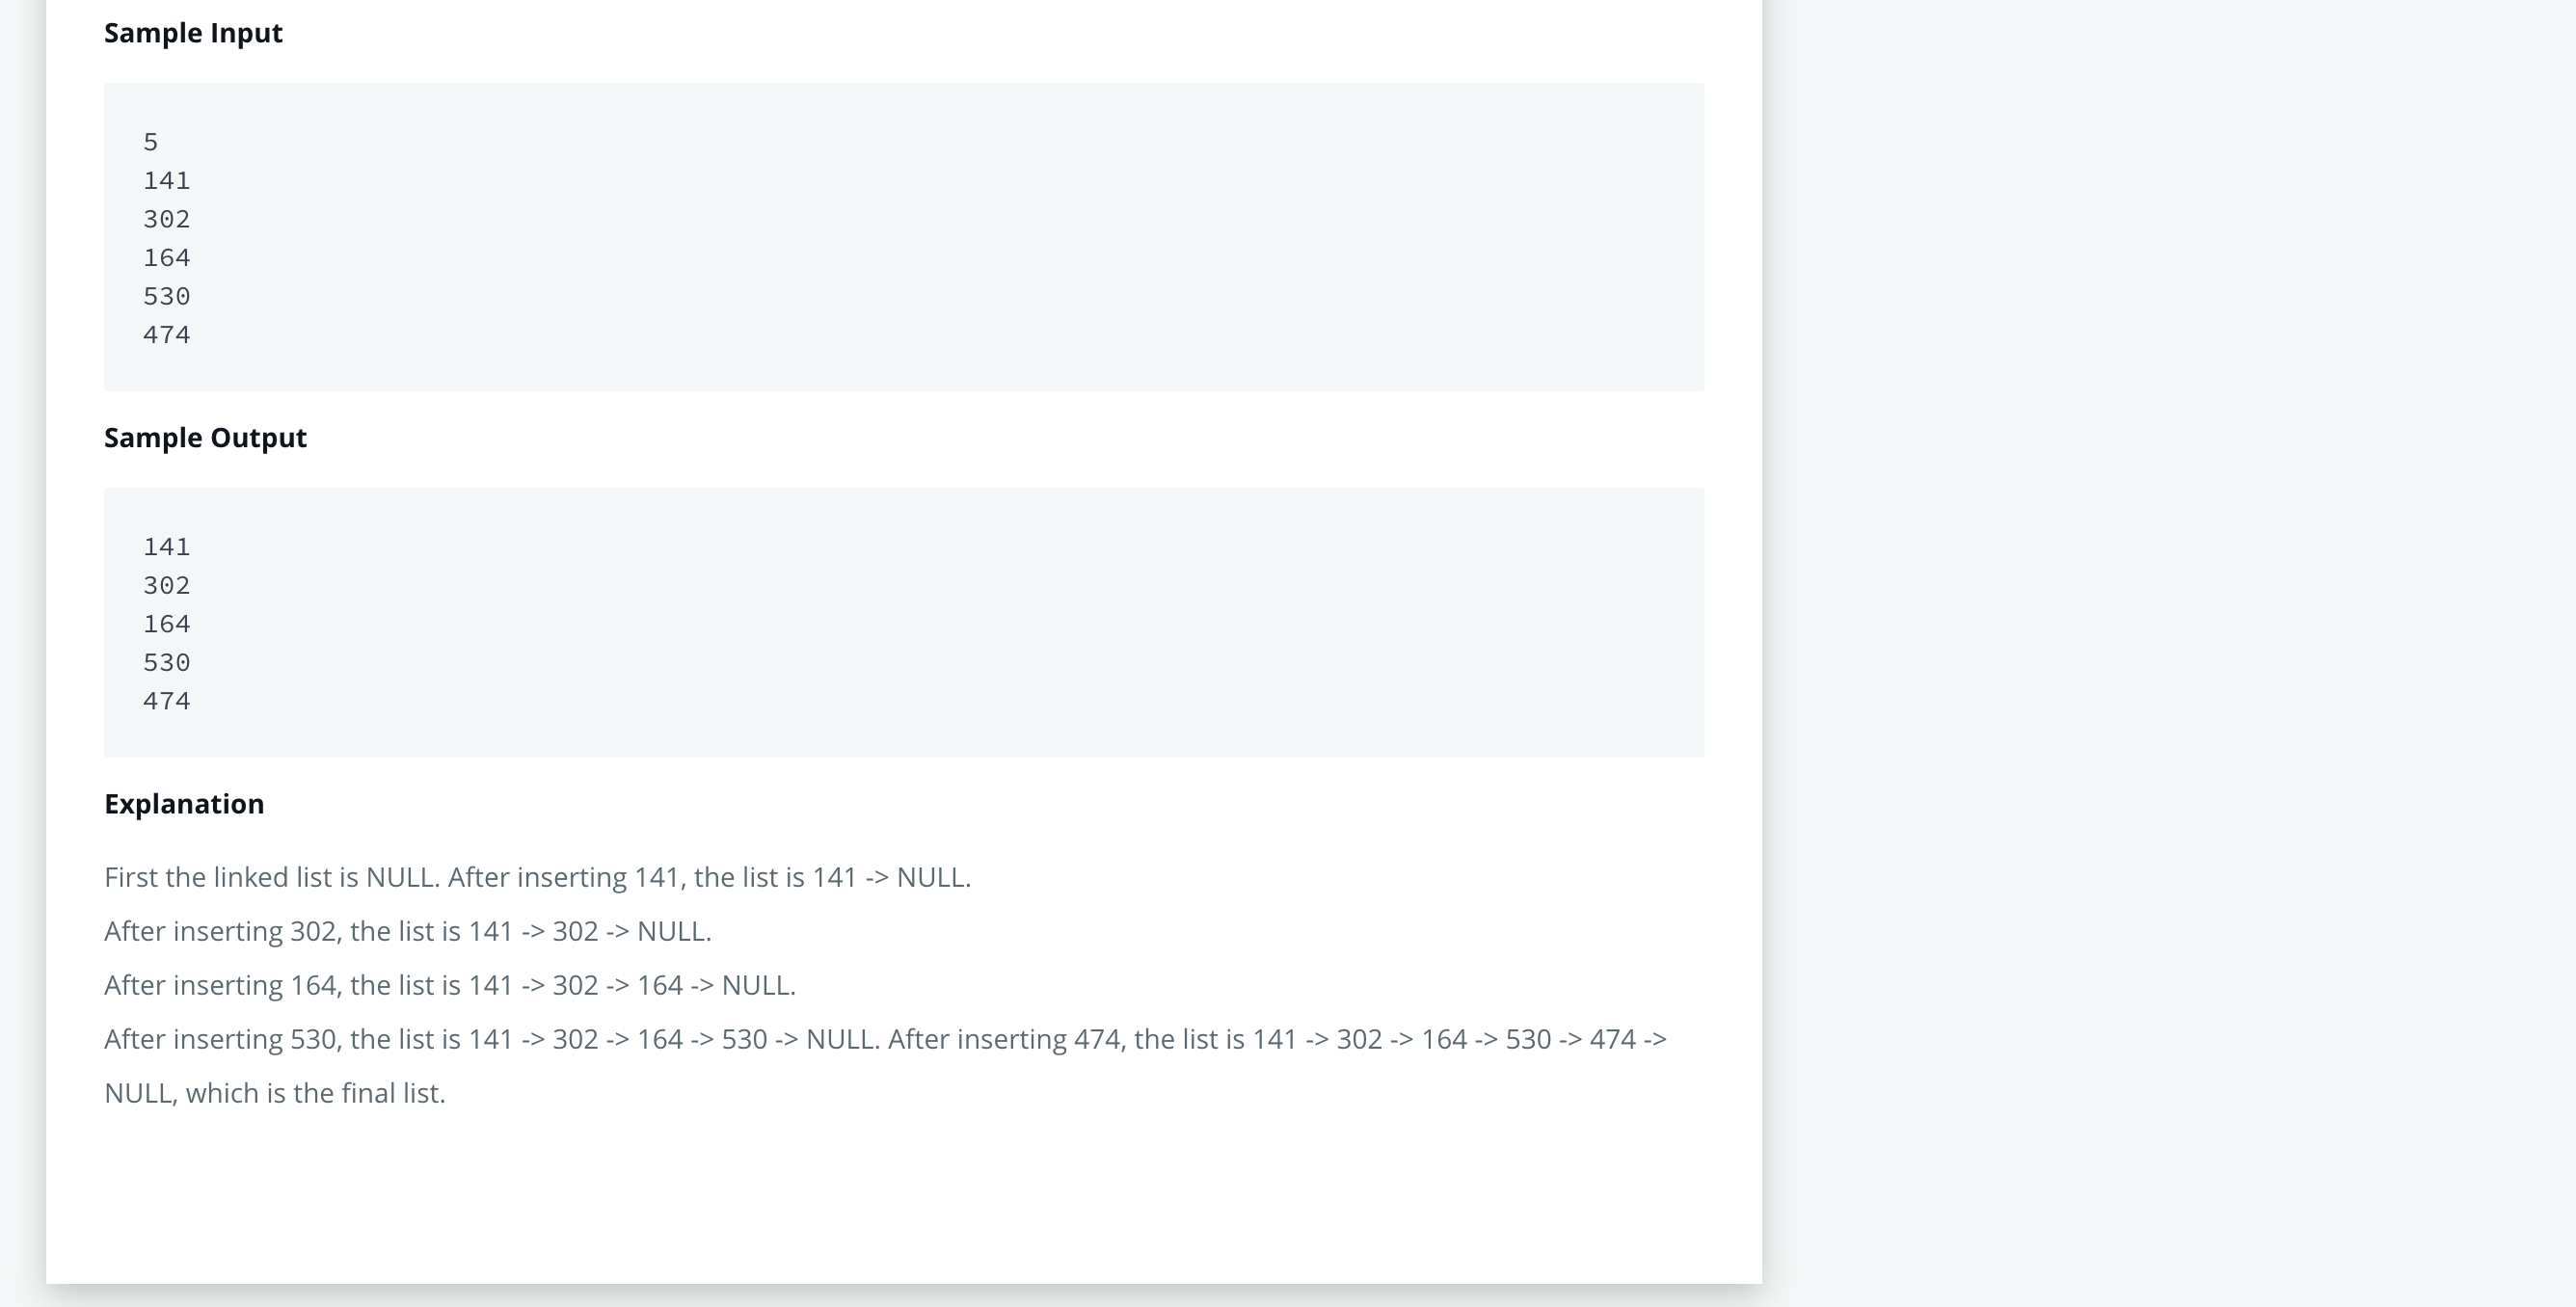 Sample Input
5
141
302
164
530
474
Sample Output
141
302
164
530
474
Explanation
First the linked list is NULL. After inserting 141, the list is 141 -> NULL.
After inserting 302, the list is 141 -> 302 -> NULL.
After inserting 164, the list is 141 -> 302 -> 164 -> NULL.
After inserting 530, the list is 141 -> 302 -> 164 -> 530 -> NULL. After inserting 474, the list is 141 -> 302 -> 164 -> 530 -> 474 ->
NULL, which is the final list.